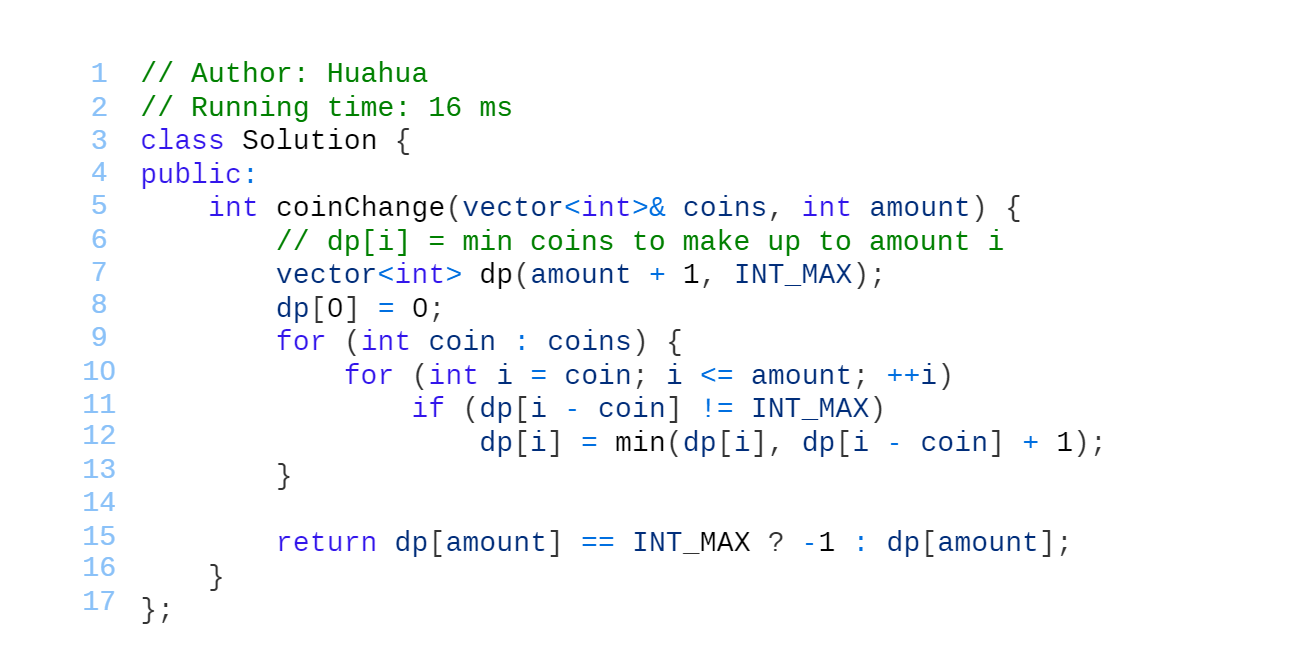 1 // Author: Huahua
2 // Running time: 16 ms
3 class Solution {
4 public:
5     int coinChange(vector<int>& coins, int amount) {
6         // dp[i] = min coins to make up to amount i
7         vector<int> dp(amount + 1, INT_MAX);
8         dp[0] = 0;
9         for (int coin : coins) {
10             for (int i = coin; i <= amount; ++i)
11                 if (dp[i - coin] != INT_MAX)
12                     dp[i] = min(dp[i], dp[i - coin] + 1);
13         }
14
15         return dp[amount] == INT_MAX ? -1 : dp[amount];
16     }
17 };